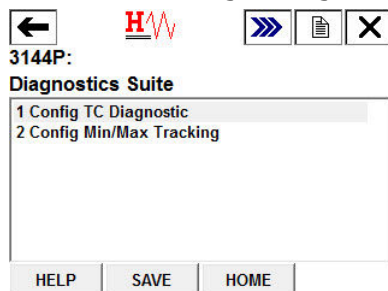 H
3144P:
Diagnostics Suite
1 Config TC Diagnostic
2 Config Min/Max Tracking
HELP SAVE HOME